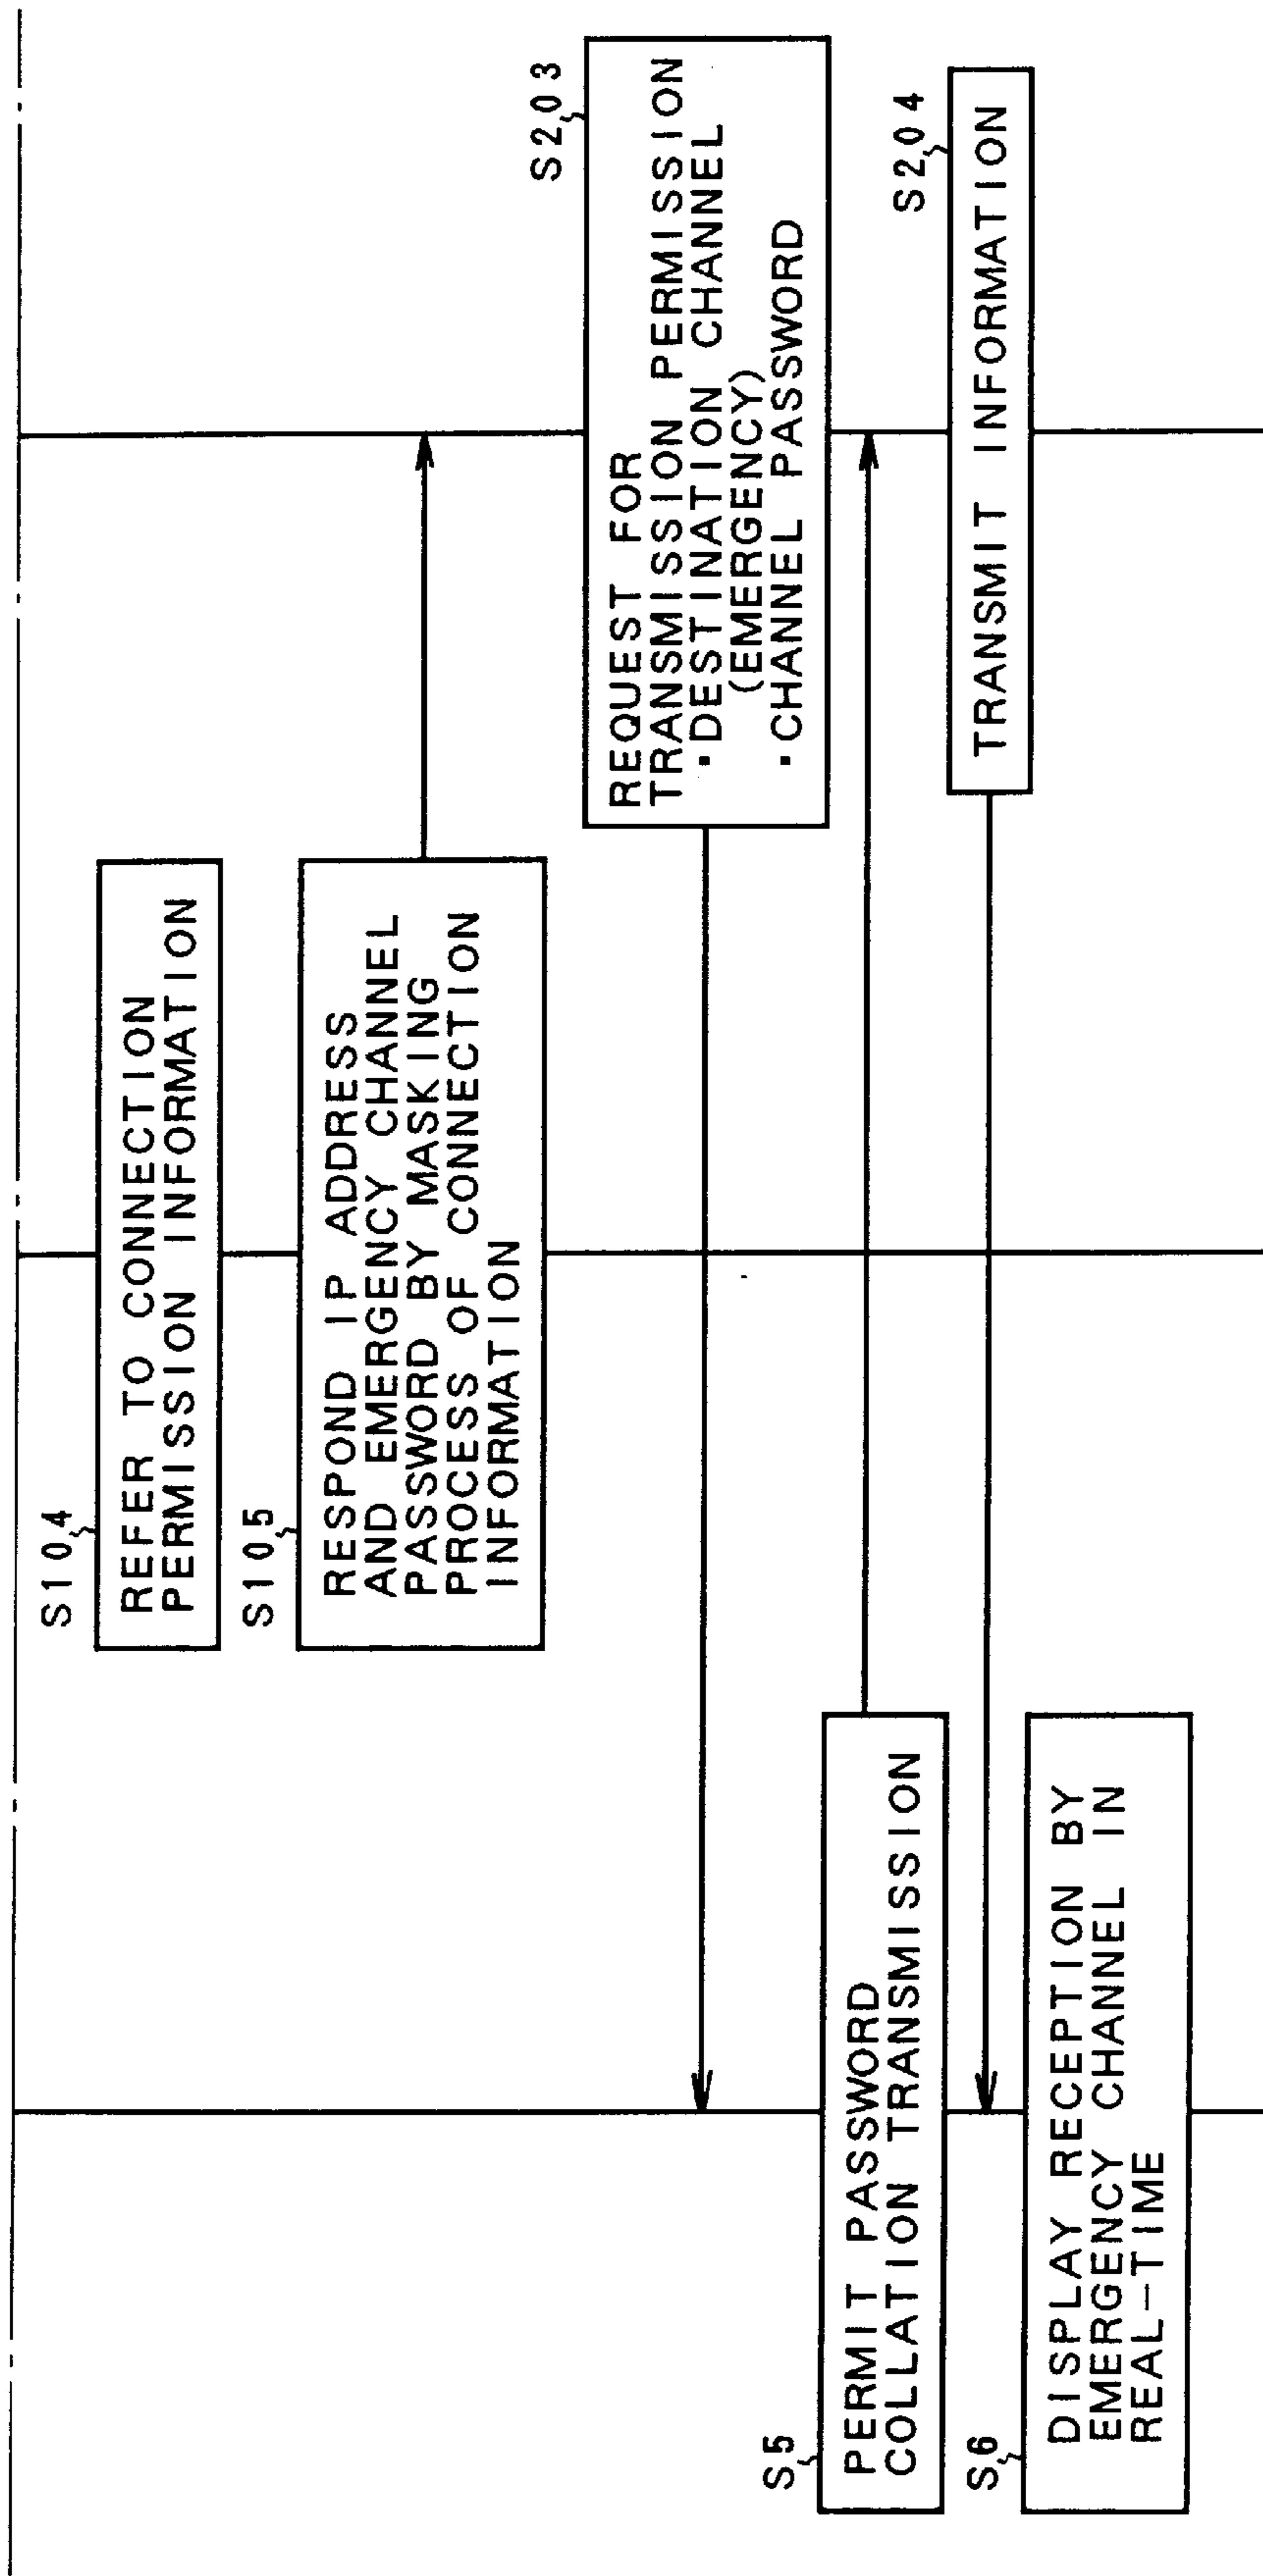 S104
REFER TO CONNECTION
PERMISSION INFORMATION
S105
RESPOND IP ADDRESS
AND EMERGENCY CHANNEL
PASSWORD BY MASKING
PROCESS OF CONNECTION
INFORMATION
S203
REQUEST FOR
TRANSMISSION PERMISSION
・DESTINATION CHANNEL
(EMERGENCY)
・CHANNEL PASSWORD
S5
PERMIT PASSWORD
COLLATION TRANSMISSION
S204
TRANSMIT INFORMATION
S6
DISPLAY RECEPTION BY
EMERGENCY CHANNEL IN
REAL-TIME